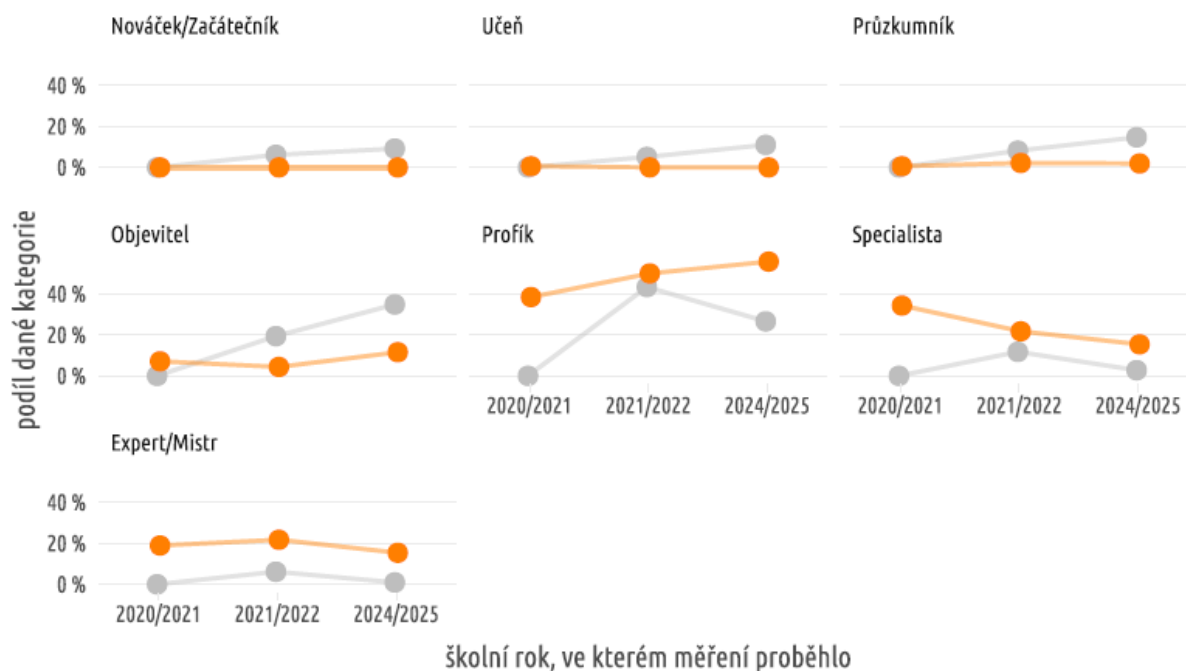 Nováček/Začátečník
Učeň
Průzkumník
40 %
20 %
0 %
Objevitel
Profík
Specialista
40 %
20 %
0 %
2020/2021 2021/2022 2024/2025
2020/2021 2021/2022 2024/2025
Expert/Mistr
40 %
20 %
0 %
2020/2021 2021/2022 2024/2025
podíl dané kategorie
školní rok, ve kterém měření proběhlo